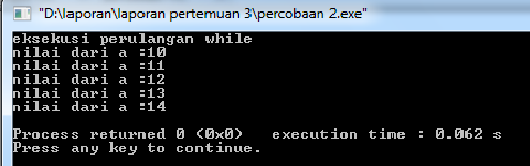 "D:\laporan\laporan pertemuan 3\percobaan 2.exe"
eksekusi perulangan while
nilai dari a :10
nilai dari a :11
nilai dari a :12
nilai dari a :13
nilai dari a :14
Process returned 0 (0x0)   execution time : 0.062 s
Press any key to continue.